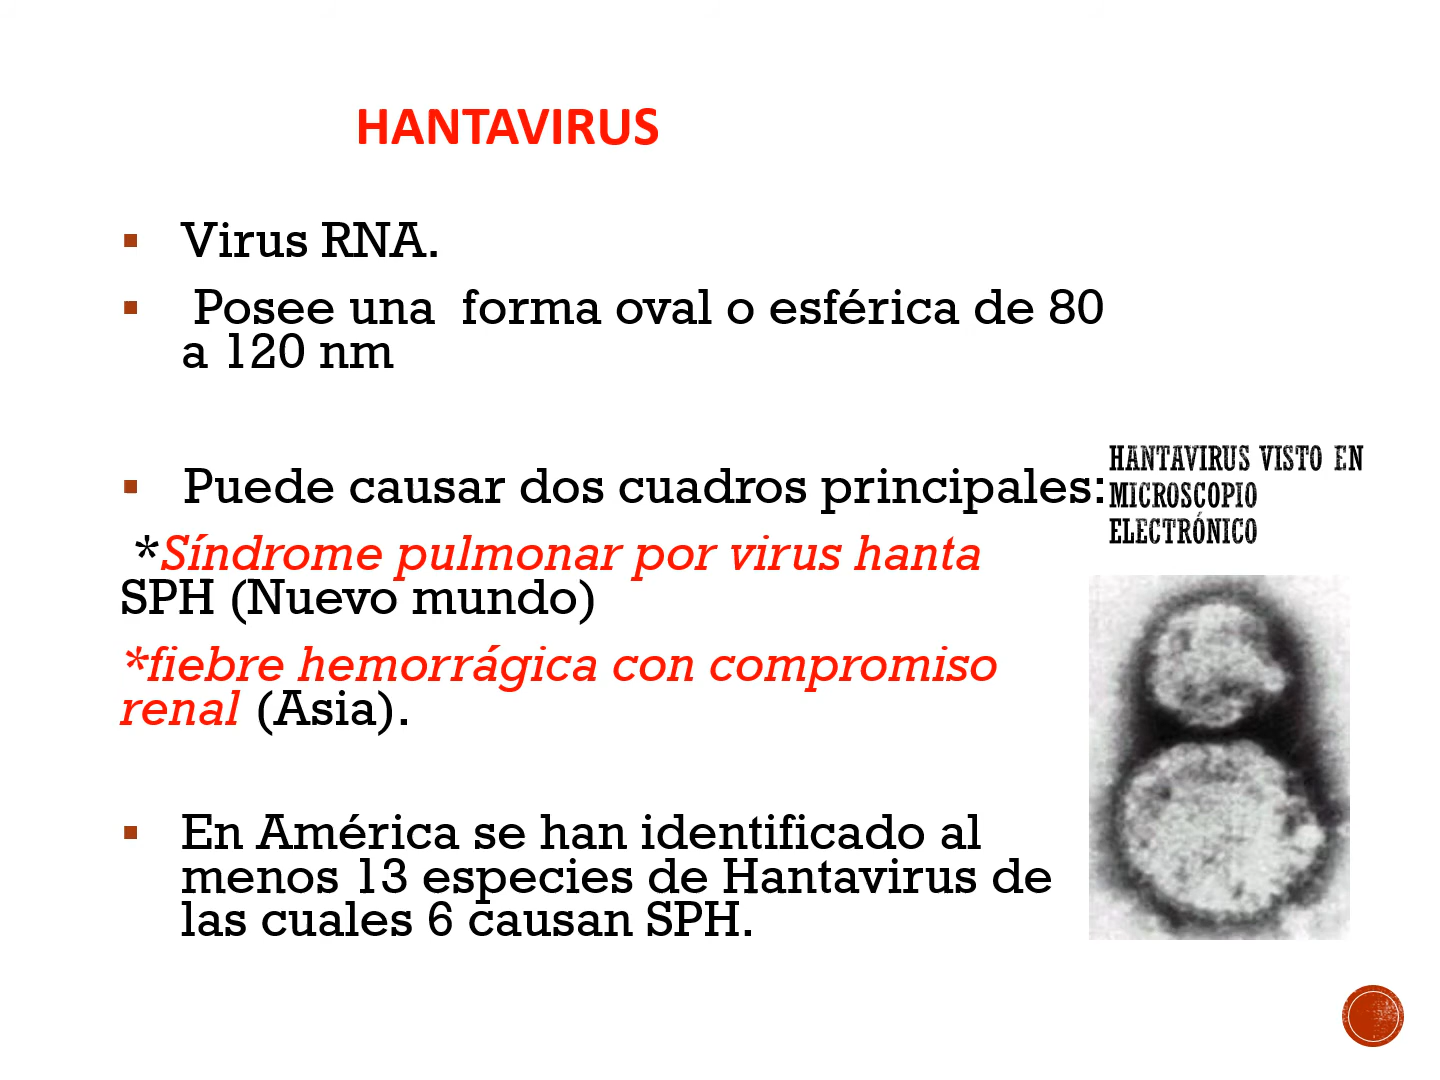 HANTAVIRUS
▪ Virus RNA.
▪ Posee una forma oval o esférica de 80
a 120 nm
▪ Puede causar dos cuadros principales:
*Síndrome pulmonar por virus hanta
SPH (Nuevo mundo)
*fiebre hemorrágica con compromiso
renal (Asia).
▪ En América se han identificado al
menos 13 especies de Hantavirus de
las cuales 6 causan SPH.
HANTAVIRUS VISTO EN
MICROSCOPIO
ELECTRÓNICO